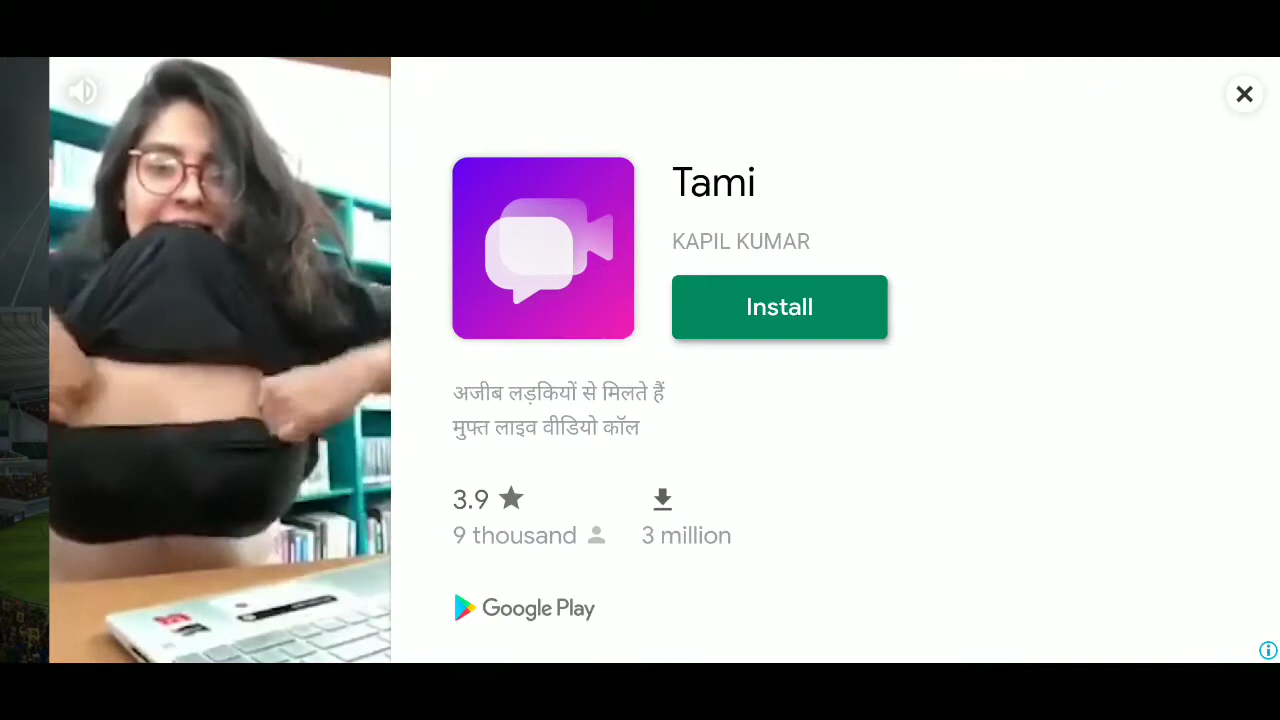 Tami
KAPIL KUMAR
Install
अजीब लड़कियों से मिलते हैं
मुफ्त लाइव वीडियो कॉल
3.9
9 thousand
3 million
Google Play